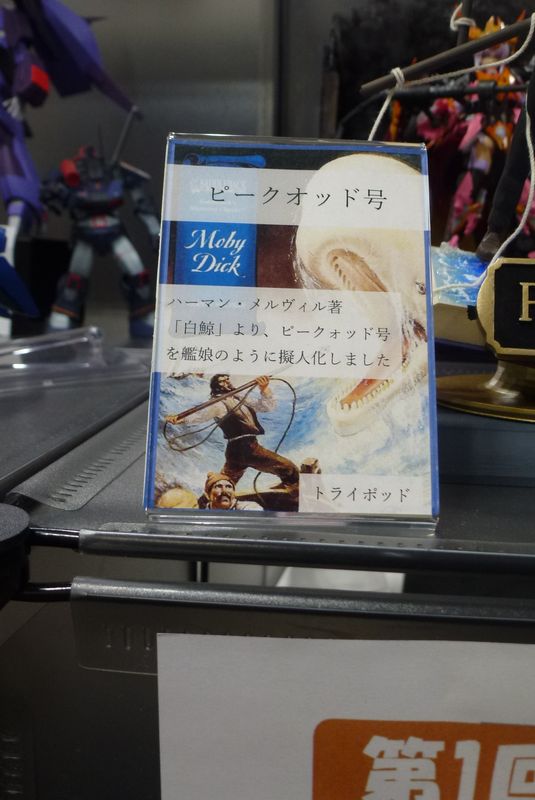 ピークオッド号
Moby
Dick
ハーマン・メルヴィル著
「白鯨」より、ピークォッド号
を艦娘のように擬人化しました
トライポッド
第1回